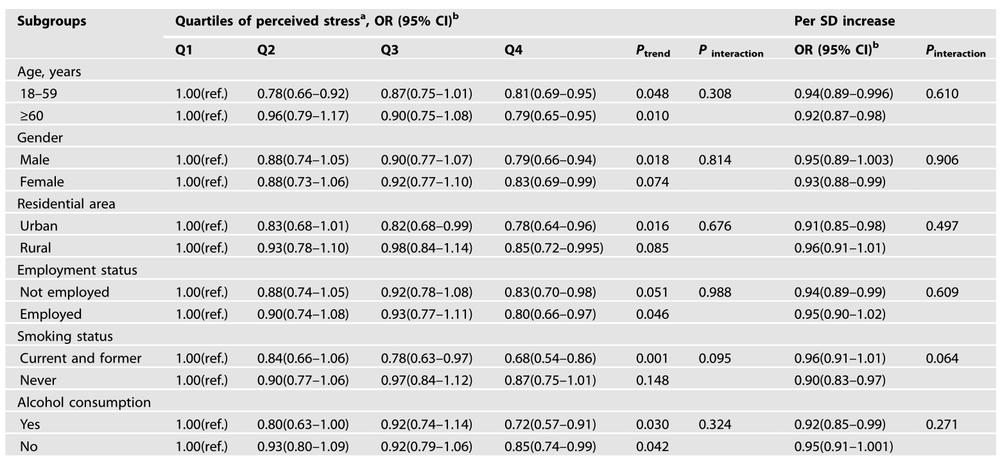 Subgroups Quartiles of perceived stressa, OR (95% CI)b Per SD increase
Q1 Q2 Q3 Q4 Ptrend P interaction OR (95% CI)b Pinteraction
Age, years
18–59 1.00(ref.) 0.78(0.66–0.92) 0.87(0.75–1.01) 0.81(0.69–0.95) 0.048 0.308 0.94(0.89–0.996) 0.610
≥60 1.00(ref.) 0.96(0.79–1.17) 0.90(0.75–1.08) 0.79(0.65–0.95) 0.010 0.92(0.87–0.98)
Gender
Male 1.00(ref.) 0.88(0.74–1.05) 0.90(0.77–1.07) 0.79(0.66–0.94) 0.018 0.814 0.95(0.89–1.003) 0.906
Female 1.00(ref.) 0.88(0.73–1.06) 0.92(0.77–1.10) 0.83(0.69–0.99) 0.074 0.93(0.88–0.99)
Residential area
Urban 1.00(ref.) 0.83(0.68–1.01) 0.82(0.68–0.99) 0.78(0.64–0.96) 0.016 0.676 0.91(0.85–0.98) 0.497
Rural 1.00(ref.) 0.93(0.78–1.10) 0.98(0.84–1.14) 0.85(0.72–0.995) 0.085 0.96(0.91–1.01)
Employment status
Not employed 1.00(ref.) 0.88(0.74–1.05) 0.92(0.78–1.08) 0.83(0.70–0.98) 0.051 0.988 0.94(0.89–0.99) 0.609
Employed 1.00(ref.) 0.90(0.74–1.08) 0.93(0.77–1.11) 0.80(0.66–0.97) 0.046 0.95(0.90–1.02)
Smoking status
Current and former 1.00(ref.) 0.84(0.66–1.06) 0.78(0.63–0.97) 0.68(0.54–0.86) 0.001 0.095 0.96(0.91–1.01) 0.064
Never 1.00(ref.) 0.90(0.77–1.06) 0.97(0.84–1.12) 0.87(0.75–1.01) 0.148 0.90(0.83–0.97)
Alcohol consumption
Yes 1.00(ref.) 0.80(0.63–1.00) 0.92(0.74–1.14) 0.72(0.57–0.91) 0.030 0.324 0.92(0.85–0.99) 0.271
No 1.00(ref.) 0.93(0.80–1.09) 0.92(0.79–1.06) 0.85(0.74–0.99) 0.042 0.95(0.91–1.001)